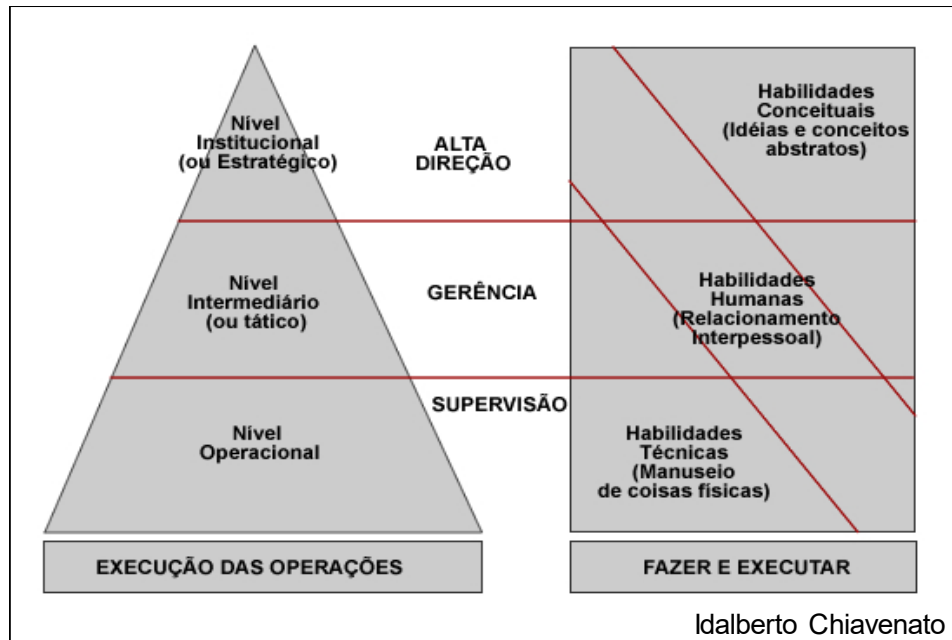 Nível
Institucional
(ou Estratégico)
ALTA
DIREÇÃO
Habilidades
Conceituais
(Idéias e conceitos
abstratos)
Nível
Intermediário
(ou tático)
GERÊNCIA
Habilidades
Humanas
(Relacionamento
Interpessoal)
SUPERVISÃO
Nível
Operacional
Habilidades
Técnicas
(Manuseio
de coisas físicas)
EXECUÇÃO DAS OPERAÇÕES
FAZER E EXECUTAR
Idalberto Chiavenato